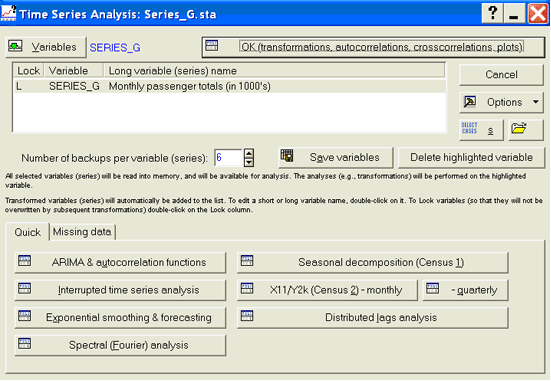 Time Series Analysis: Series_G.sta
Variables SERIES_G OK (transformations, autocorrelations, crosscorrelations, plots)
Lock Variable Long variable (series) name
L SERIES_G Monthly passenger totals (in 1000's)
Cancel
Options
SELECT CASES S
Number of backups per variable (series): 6 Save variables Delete highlighted variable
All selected variables (series) will be read into memory, and will be available for analysis. The analyses (e.g., transformations) will be performed on the highlighted
variable.
Transformed variables (series) will automatically be added to the list. To edit a short or long variable name, double-click on it. To Lock variables (so that they will not be
overwritten by subsequent transformations) double-click on the Lock column.
Quick Missing data
ARIMA & autocorrelation functions Seasonal decomposition (Census 1)
Interrupted time series analysis X11/Y2k (Census 2) - monthly - quarterly
Exponential smoothing & forecasting Distributed lags analysis
Spectral (Fourier) analysis